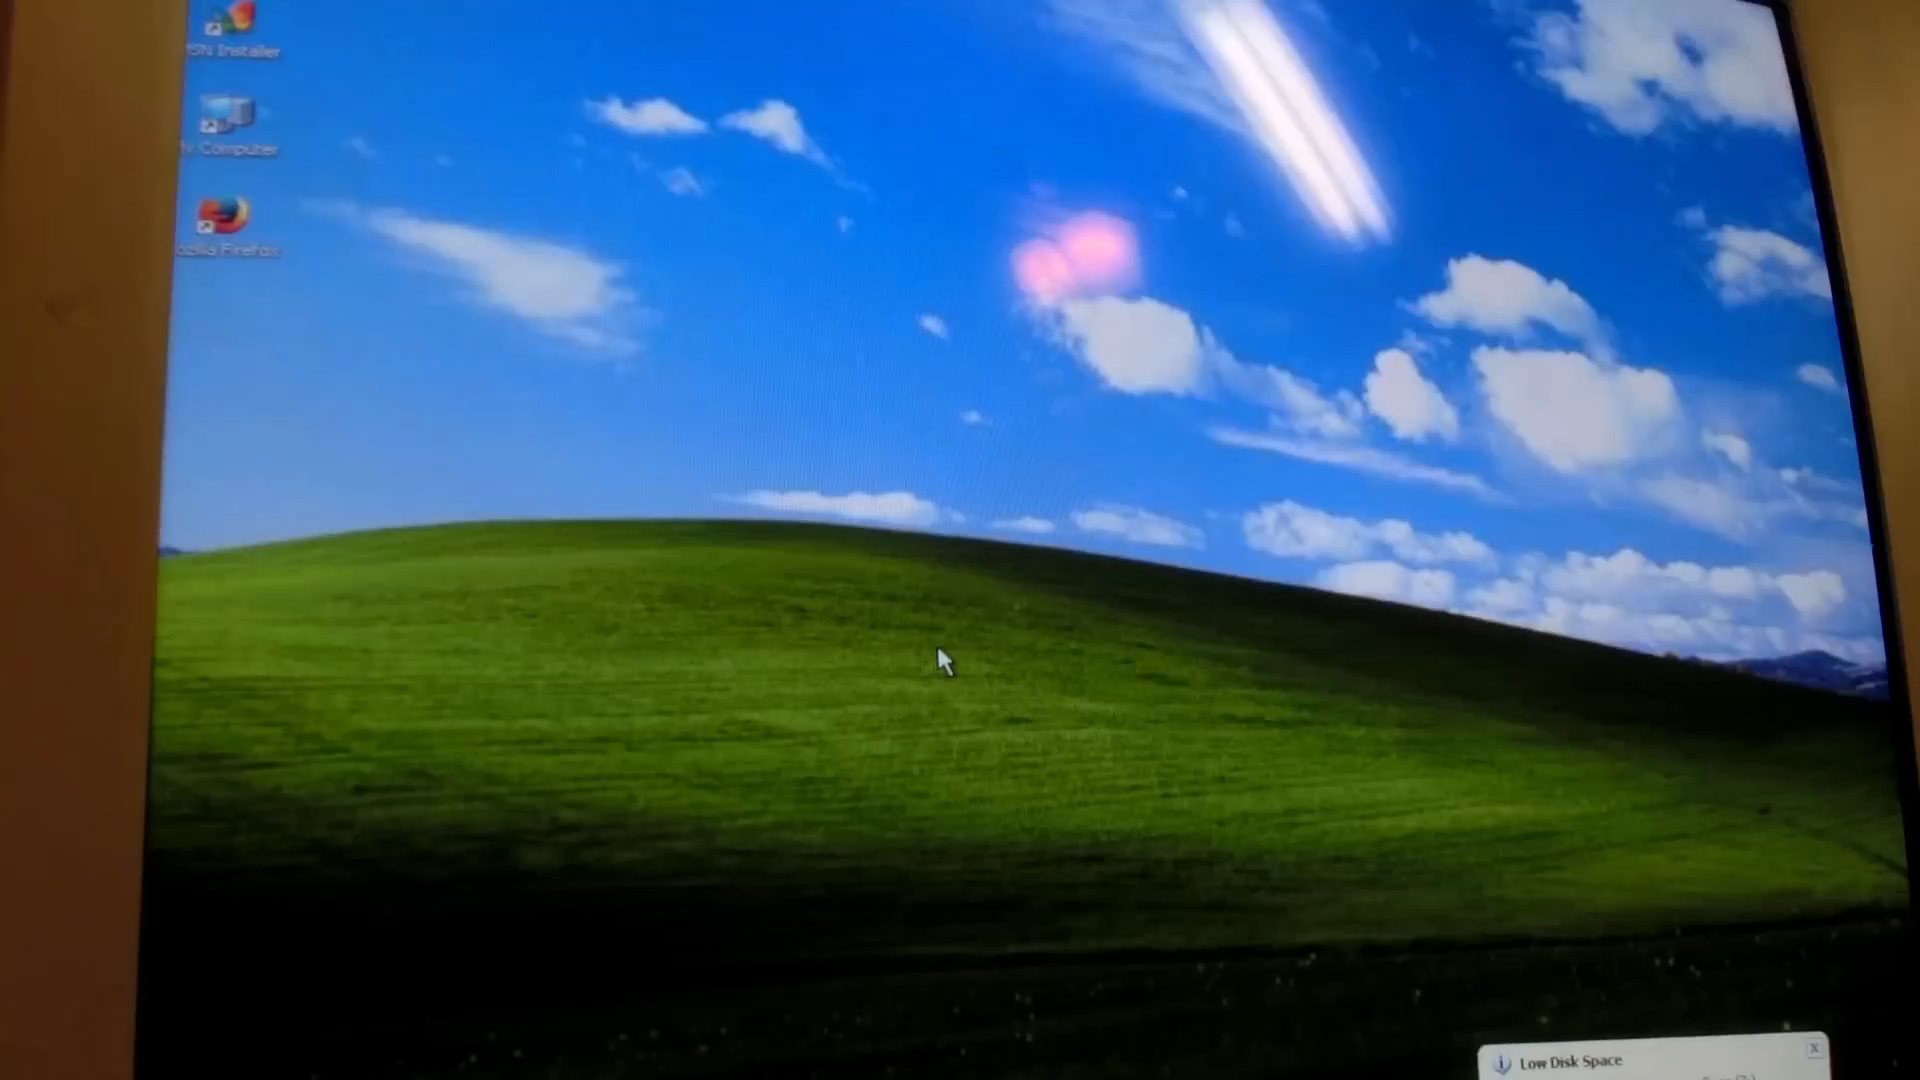 MSN Installer
My Computer
Mozilla Firefox
Low Disk Space